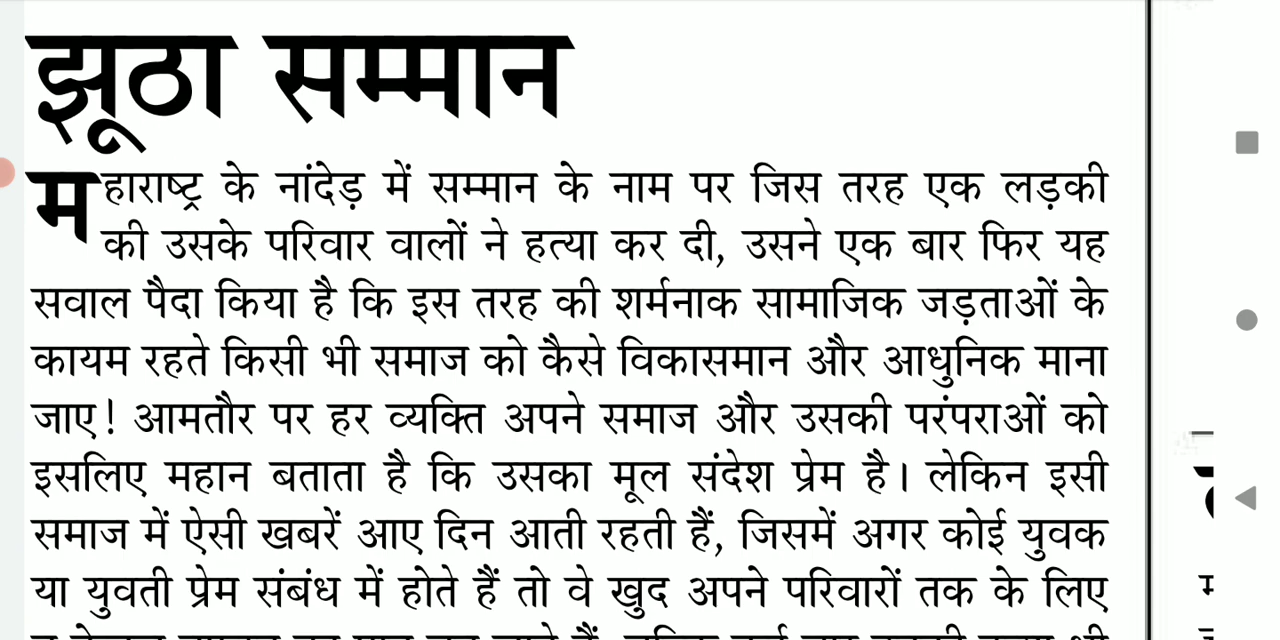 झूठा सम्मान
महाराष्ट्र के नांदेड़ में सम्मान के नाम पर जिस तरह एक लड़की
की उसके परिवार वालों ने हत्या कर दी, उसने एक बार फिर यह
सवाल पैदा किया है कि इस तरह की शर्मनाक सामाजिक जड़ताओं के
कायम रहते किसी भी समाज को कैसे विकासमान और आधुनिक माना
जाए! आमतौर पर हर व्यक्ति अपने समाज और उसकी परंपराओं को
इसलिए महान बताता है कि उसका मूल संदेश प्रेम है। लेकिन इसी
समाज में ऐसी खबरें आए दिन आती रहती हैं, जिसमें अगर कोई युवक
या युवती प्रेम संबंध में होते हैं तो वे खुद अपने परिवारों तक के लिए